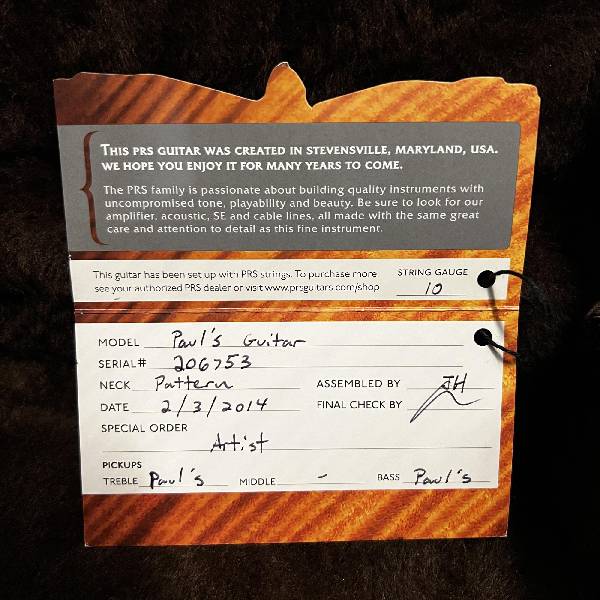 THIS PRS GUITAR WAS CREATED IN STEVENSVILLE, MARYLAND, USA.
WE HOPE YOU ENJOY IT FOR MANY YEARS TO COME.
The PRS family is passionate about building quality instruments with
uncompromised tone, playability and beauty. Be sure to look for our
amplifier, acoustic, SE and cable lines, all made with the same great
care and attention to detail as this fine instrument.
This guitar has been set up with PRS strings. To purchase more
see your authorized PRS dealer or visit www.prsguitars.com/shop
STRING GAUGE
10
MODEL Paul's Guitar
SERIAL# 206753
NECK Pattern ASSEMBLED BY JH
DATE 2/3/2014 FINAL CHECK BY
SPECIAL ORDER
Artist
PICKUPS
TREBLE Paul's MIDDLE - BASS Paul's